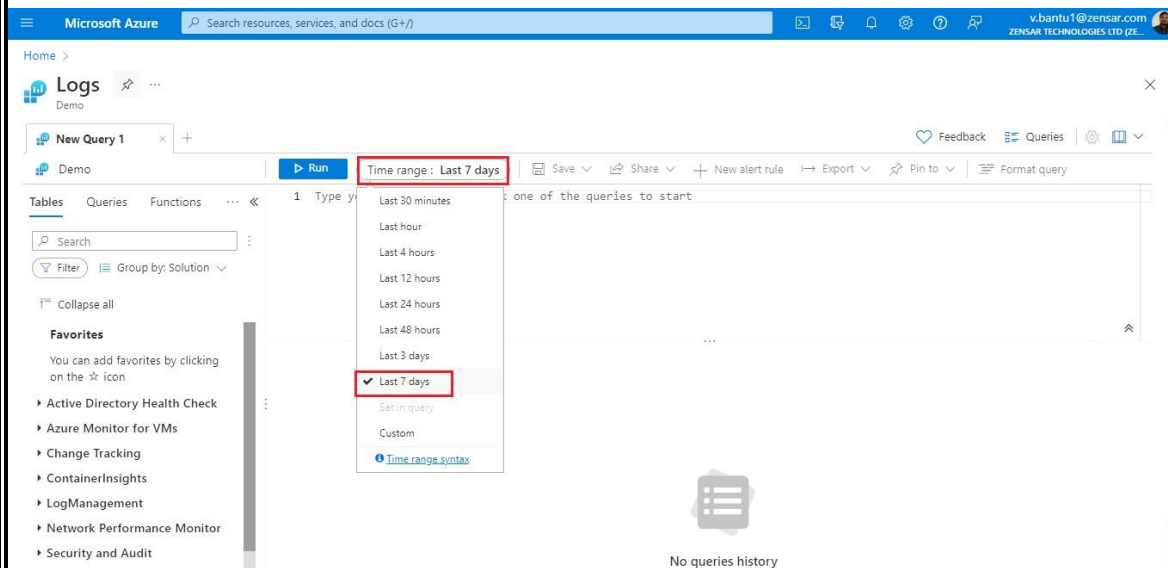 Microsoft Azure
Search resources, services, and docs (G+/)
v.bantu1@zensar.com
ZENSAR TECHNOLOGIES LTD (ZE...
Home >
Logs ...
Demo
New Query 1 × +
Feedback
Queries
Demo
Run
Time range : Last 7 days
Save
Share
+ New alert rule
Export
Pin to
Format query
Tables Queries Functions ... «
1 Type y
k one of the queries to start
Search
Filter
Group by: Solution
Collapse all
Favorites
You can add favorites by clicking
on the ☆ icon
Active Directory Health Check
Azure Monitor for VMs
Change Tracking
ContainerInsights
LogManagement
Network Performance Monitor
Security and Audit
Last 30 minutes
Last hour
Last 4 hours
Last 12 hours
Last 24 hours
Last 48 hours
Last 3 days
✔ Last 7 days
Set in query
Custom
Time range syntax
No queries history